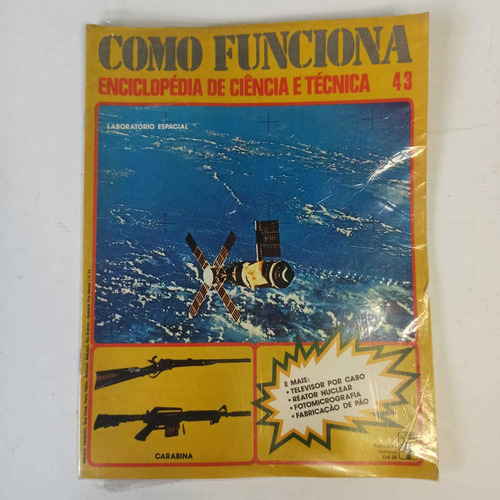 COMO FUNCIONA
ENCICLOPÉDIA DE CIÊNCIA E TÉCNICA 43
LABORATÓRIO ESPACIAL
E MAIS:
• TELEVISOR POR CABO
• REATOR NUCLEAR
• FOTOMICROGRAFIA
• FABRICAÇÃO DE PÃO
CARABINA